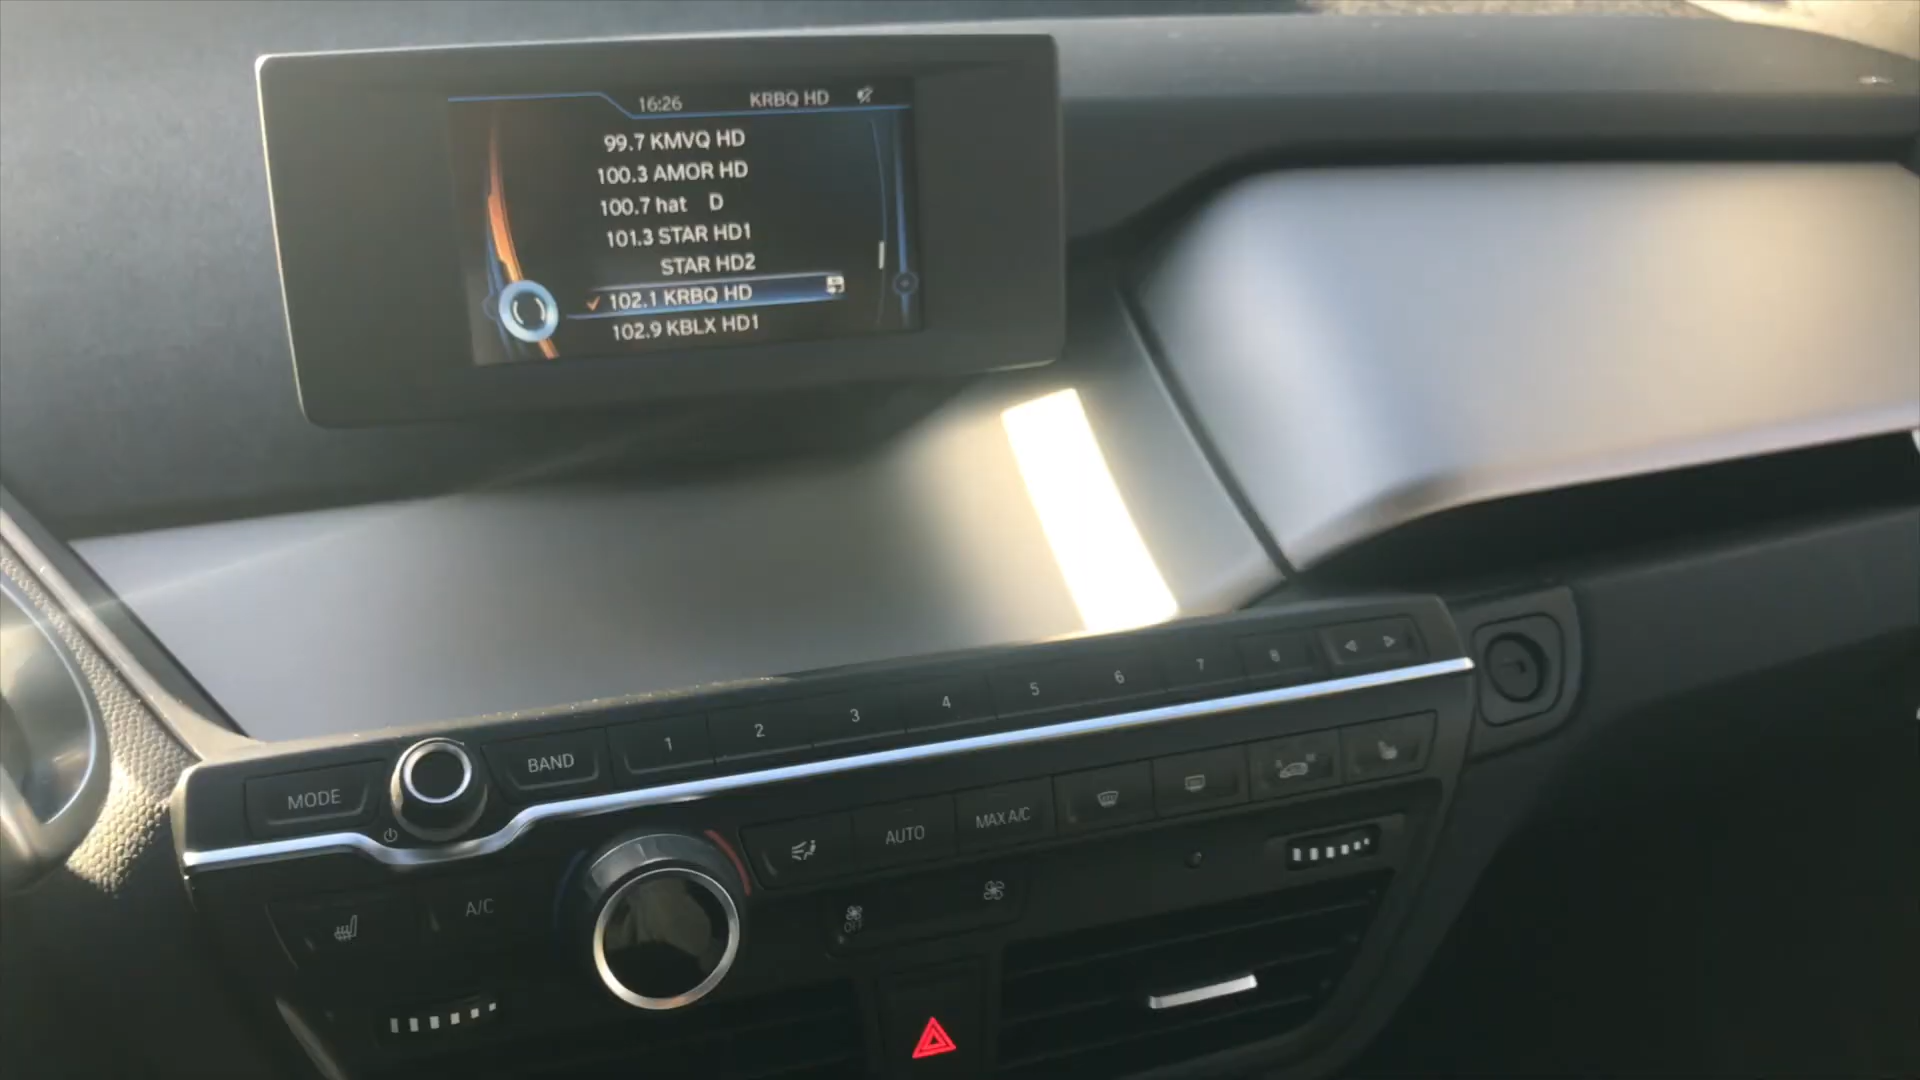 16:26 KRBQ HD
99.7 KMVQ HD
100.3 AMOR HD
100.7 hat D
101.3 STAR HD1
STAR HD2
102.1 KRBQ HD
102.9 KBLX HD1
MODE BAND 1 2 3 4 5 6 7 8
A/C AUTO MAX A/C
OFF